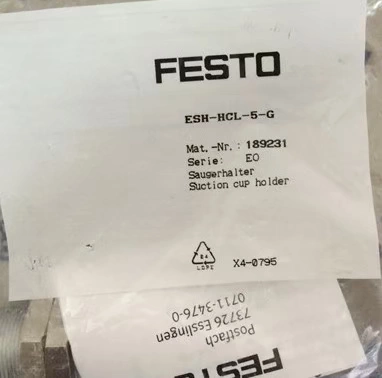 FESTO
ESH-HCL-5-G
Mat.-Nr.: 189231
Serie: EO
Saugerhalter
Suction cup holder
04
LDPE
X4-0795
Postfach
73726 Esslingen
0711-3476-0
FESTO